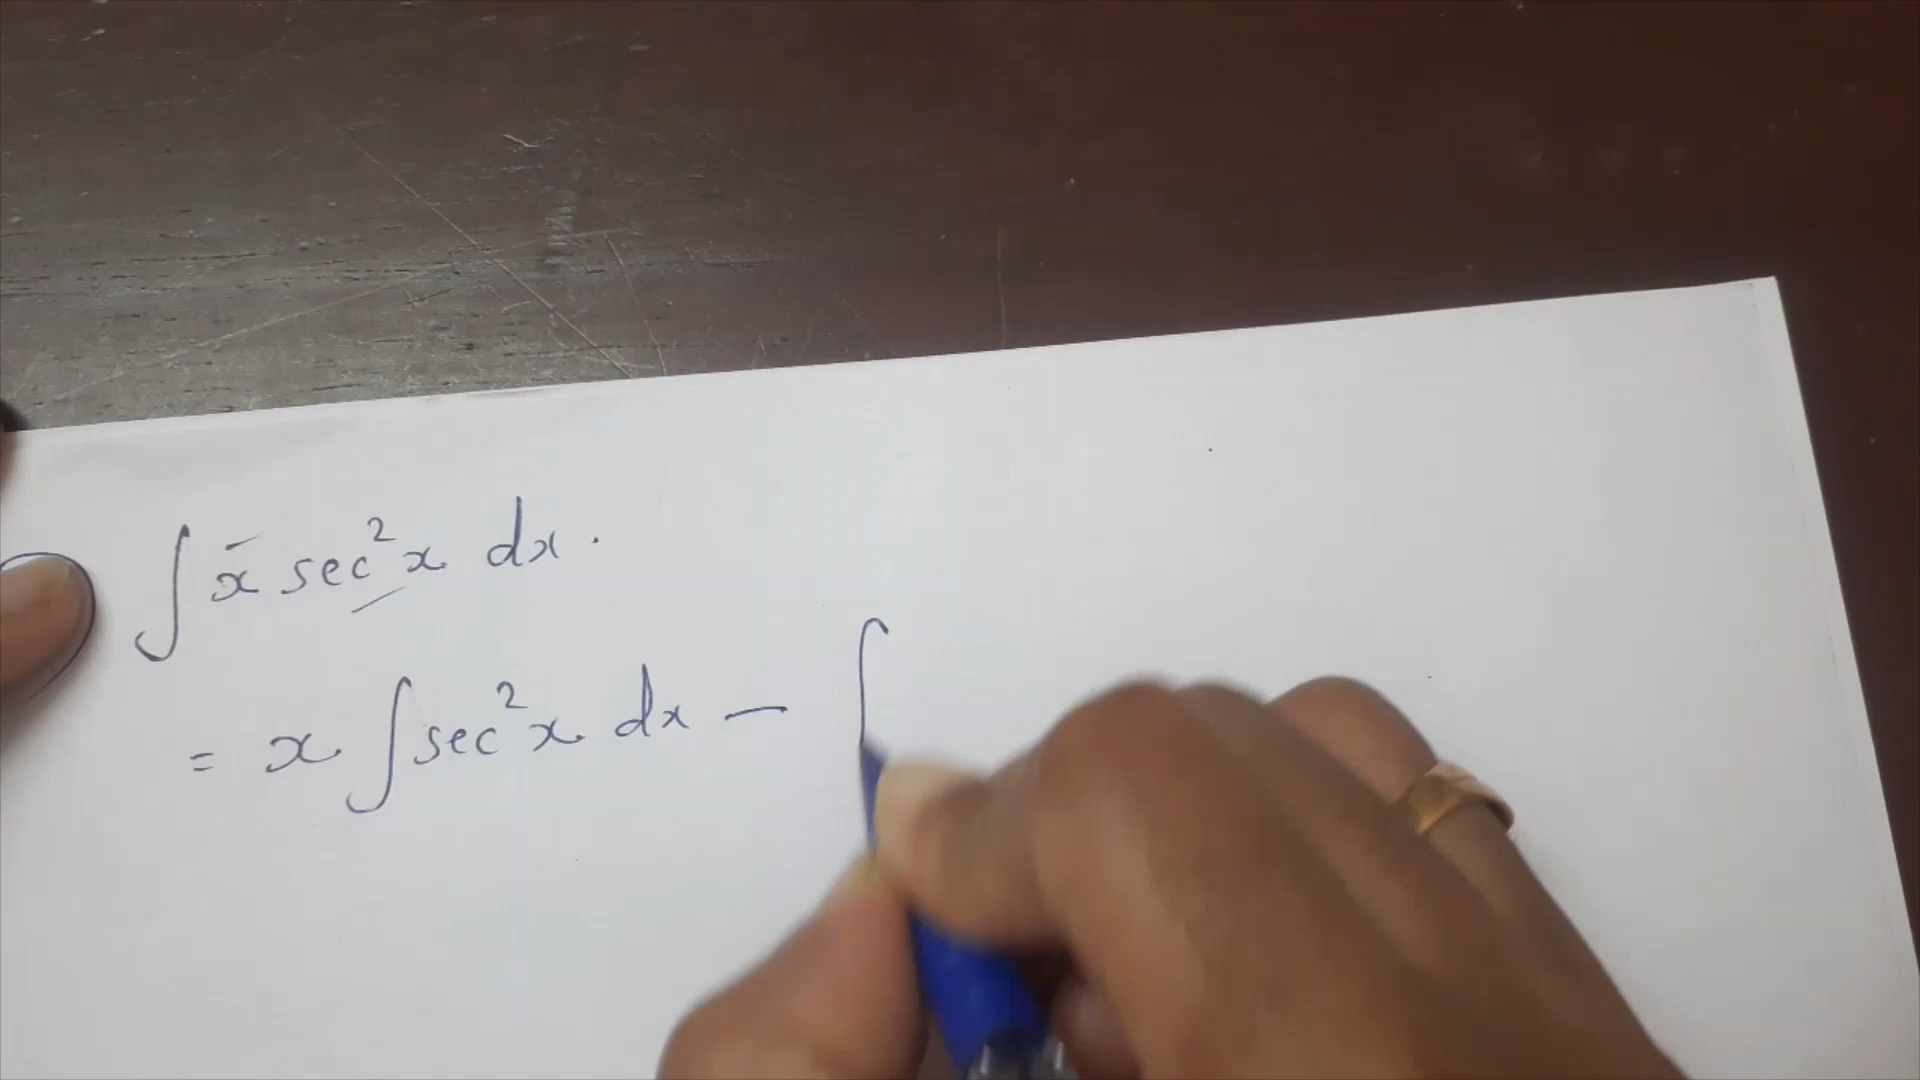 ∫ x sec²x dx.
= x ∫ sec²x dx − ∫